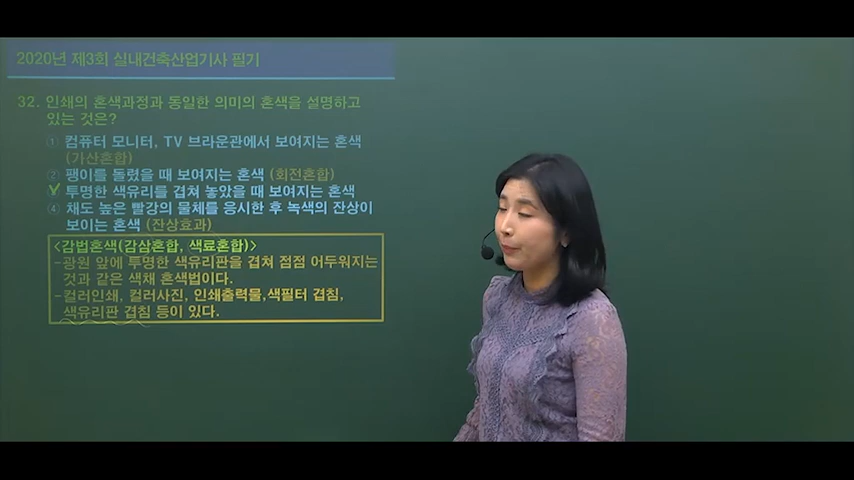 2020년 제3회 실내건축산업기사 필기
32. 인쇄의 혼색과정과 동일한 의미의 혼색을 설명하고
있는 것은?
① 컴퓨터 모니터, TV 브라운관에서 보여지는 혼색
(가산혼합)
② 팽이를 돌렸을 때 보여지는 혼색 (회전혼합)
투명한 색유리를 겹쳐 놓았을 때 보여지는 혼색
④ 채도 높은 빨강의 물체를 응시한 후 녹색의 잔상이
보이는 혼색 (잔상효과)
<감법혼색(감삼혼합, 색료혼합)>
-광원 앞에 투명한 색유리판을 겹쳐 점점 어두워지는
것과 같은 색채 혼색법이다.
-컬러인쇄, 컬러사진, 인쇄출력물,색필터 겹침,
색유리판 겹침 등이 있다.